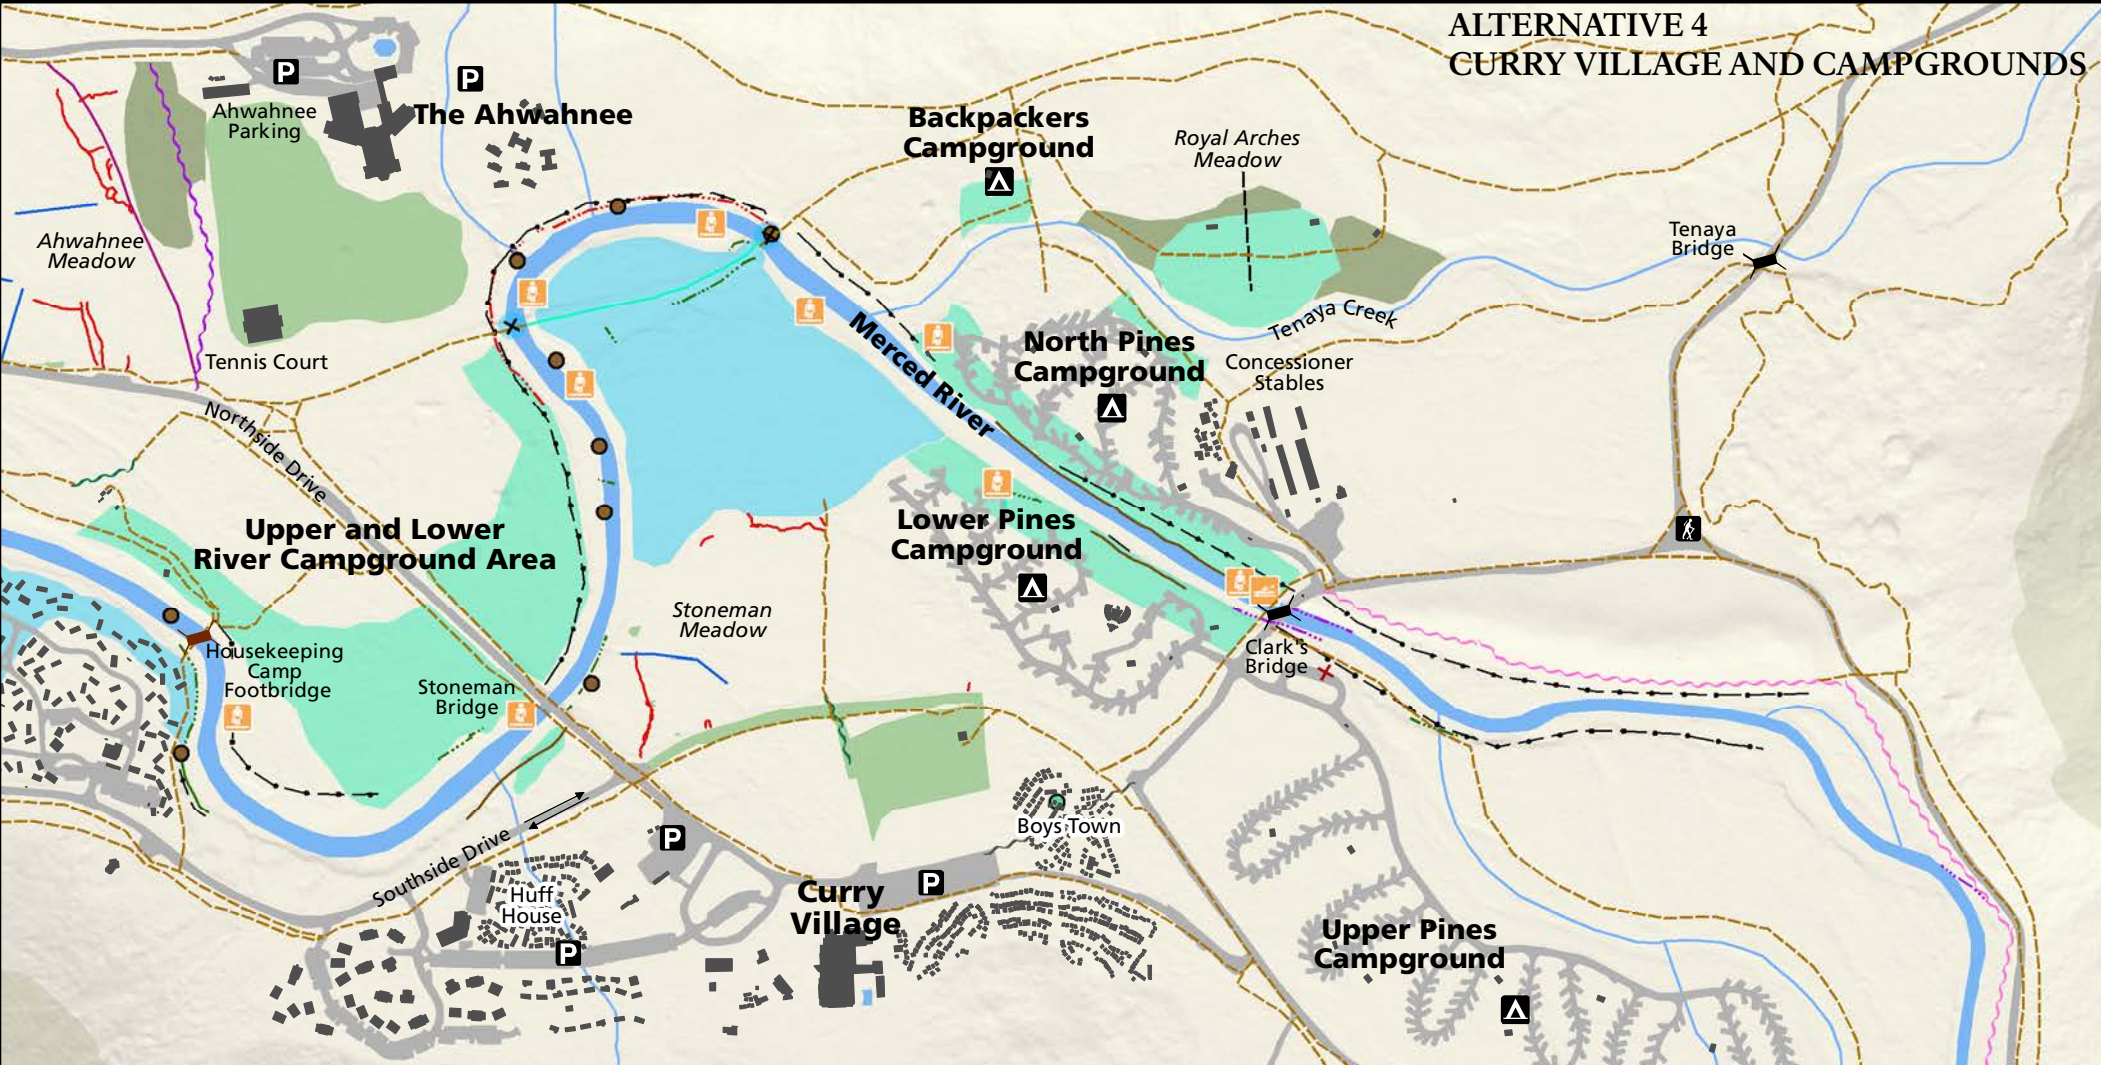 ALTERNATIVE 4
CURRY VILLAGE AND CAMPGROUNDS
P
P
Ahwahnee
Parking
The Ahwahnee
Backpackers
Campground
Royal Arches
Meadow
Ahwahnee
Meadow
Tenaya
Bridge
Tenaya Creek
Merced River
North Pines
Campground
Concessioner
Stables
Tennis Court
Northside Drive
Upper and Lower
River Campground Area
Lower Pines
Campground
Stoneman
Meadow
Housekeeping
Camp
Footbridge
Stoneman
Bridge
Clark's
Bridge
Southside Drive
P
Boys Town
Huff
House
P
Curry
Village
P
Upper Pines
Campground